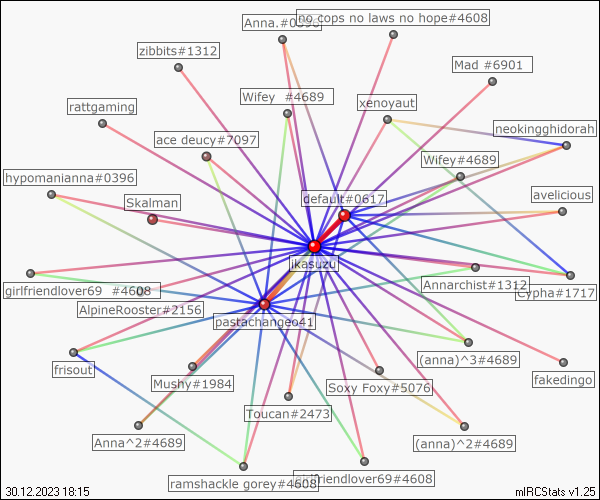 Anna.#0396
no cops no laws no hope#4608
zibbits#1312
Mad #6901
Wifey #4689
rattgaming
xenoyaut
neokingghidorah
ace deucy#7097
Wifey#4689
hypomanianna#0396
default#0617
avelicious
Skalman
ikasuzu
Annarchist#1312
girlfriendlover69 #4608
Cypha#1717
AlpineRooster#2156
pastachangeo41
(anna)^3#4689
frisout
Mushy#1984
Soxy Foxy#5076
fakedingo
Toucan#2473
Anna^2#4689
(anna)^2#4689
ramshackle gorey#4608
girlfriendlover69#4608
30.12.2023 18:15
mIRCStats v1.25